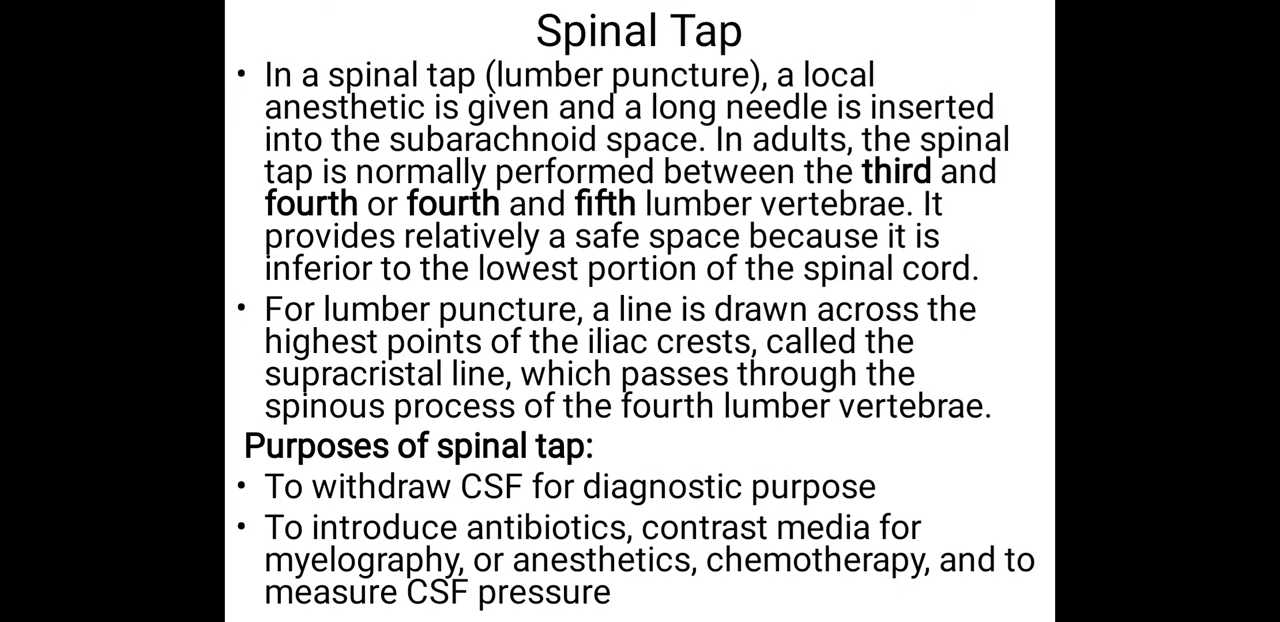 Spinal Tap
• In a spinal tap (lumber puncture), a local
anesthetic is given and a long needle is inserted
into the subarachnoid space. In adults, the spinal
tap is normally performed between the third and
fourth or fourth and fifth lumber vertebrae. It
provides relatively a safe space because it is
inferior to the lowest portion of the spinal cord.
• For lumber puncture, a line is drawn across the
highest points of the iliac crests, called the
supracristal line, which passes through the
spinous process of the fourth lumber vertebrae.
Purposes of spinal tap:
• To withdraw CSF for diagnostic purpose
• To introduce antibiotics, contrast media for
myelography, or anesthetics, chemotherapy, and to
measure CSF pressure